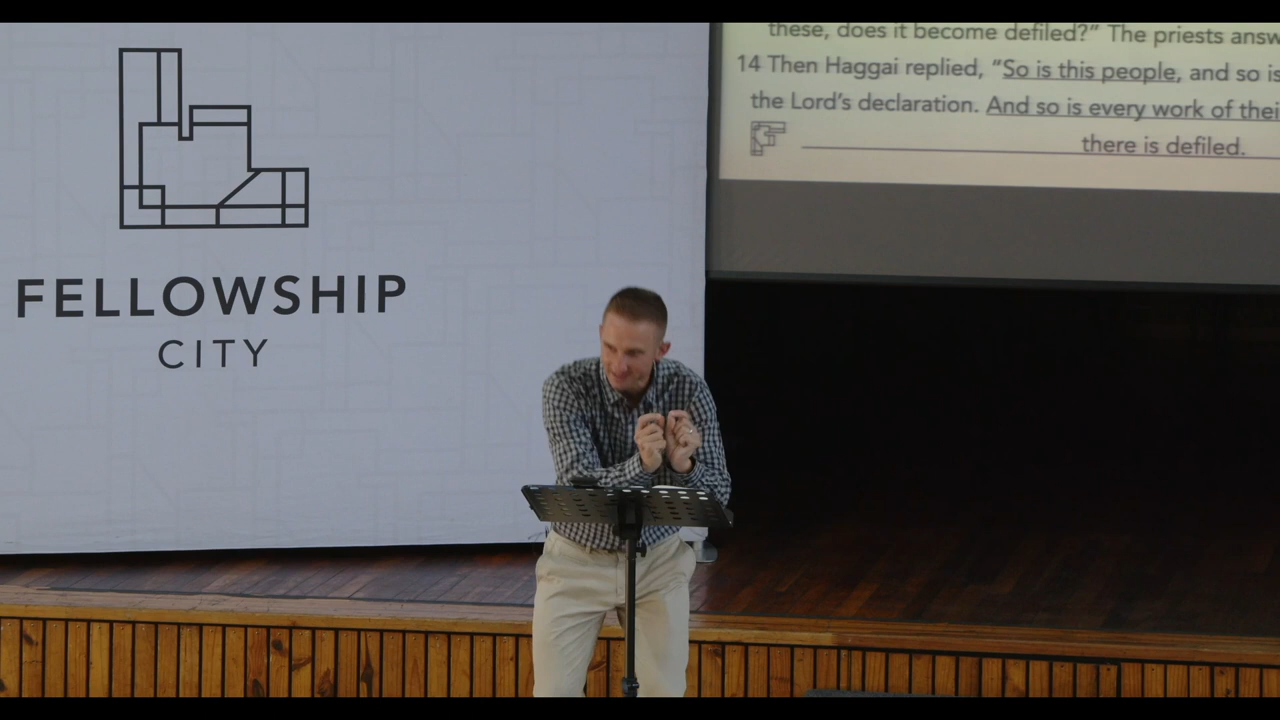 FELLOWSHIP
CITY
these, does it become defiled?” The priests answ
14 Then Haggai replied, “So is this people, and so is
the Lord’s declaration. And so is every work of thei
there is defiled.